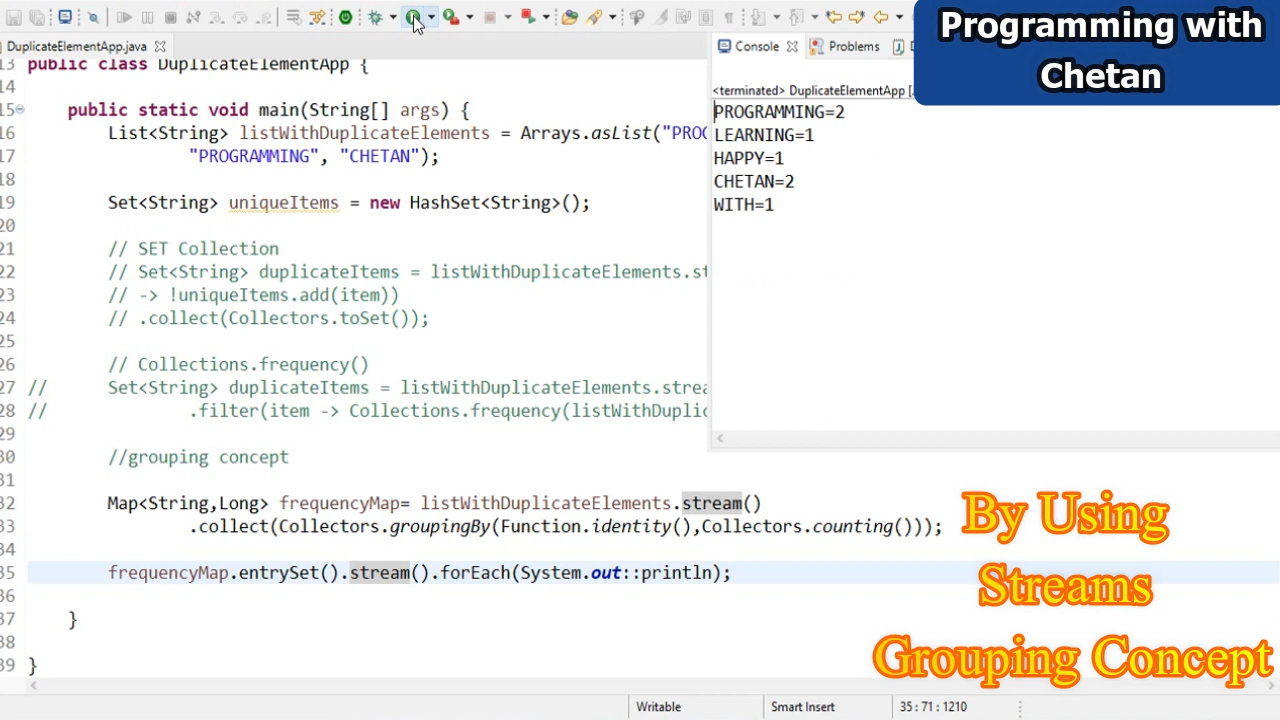 Programming with
Chetan
DuplicateElementApp.java
Console
Problems
<terminated> DuplicateElementApp [
PROGRAMMING=2
LEARNING=1
HAPPY=1
CHETAN=2
WITH=1
13 public class DuplicateElementApp {
14
15 public static void main(String[] args) {
16 List<String> listWithDuplicateElements = Arrays.asList("PROG
17 "PROGRAMMING", "CHETAN");
18
19 Set<String> uniqueItems = new HashSet<String>();
20
21 // SET Collection
22 // Set<String> duplicateItems = listWithDuplicateElements.st
23 // -> !uniqueItems.add(item))
24 // .collect(Collectors.toSet());
25
26 // Collections.frequency()
27 // Set<String> duplicateItems = listWithDuplicateElements.strea
28 // .filter(item -> Collections.frequency(listWithDuplic
29
30 //grouping concept
31
32 Map<String,Long> frequencyMap= listWithDuplicateElements.stream()
33 .collect(Collectors.groupingBy(Function.identity(),Collectors.counting()));
34
35 frequencyMap.entrySet().stream().forEach(System.out::println);
36
37 }
38
39 }
By Using
Streams
Grouping Concept
Writable
Smart Insert
35 : 71 : 1210